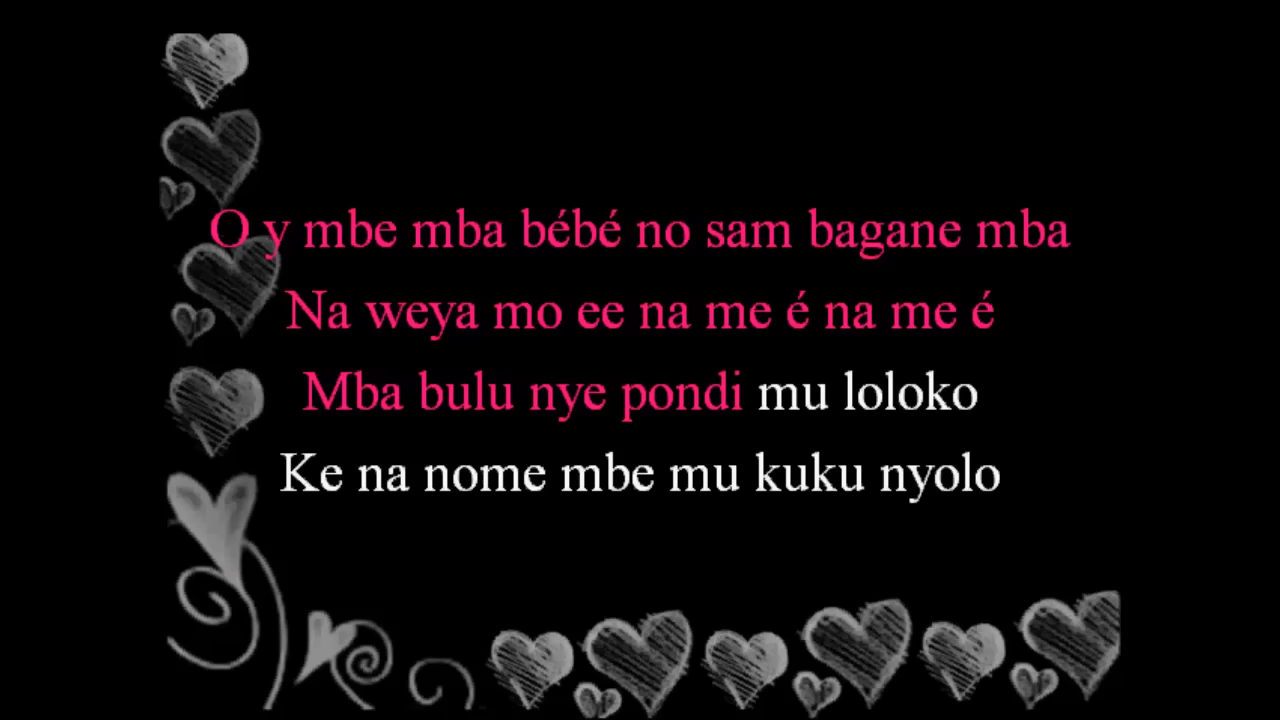 O y mbe mba bébé no sam bagane mba
Na weya mo ee na me é na me é
Mba bulu nye pondi mu loloko
Ke na nome mbe mu kuku nyolo